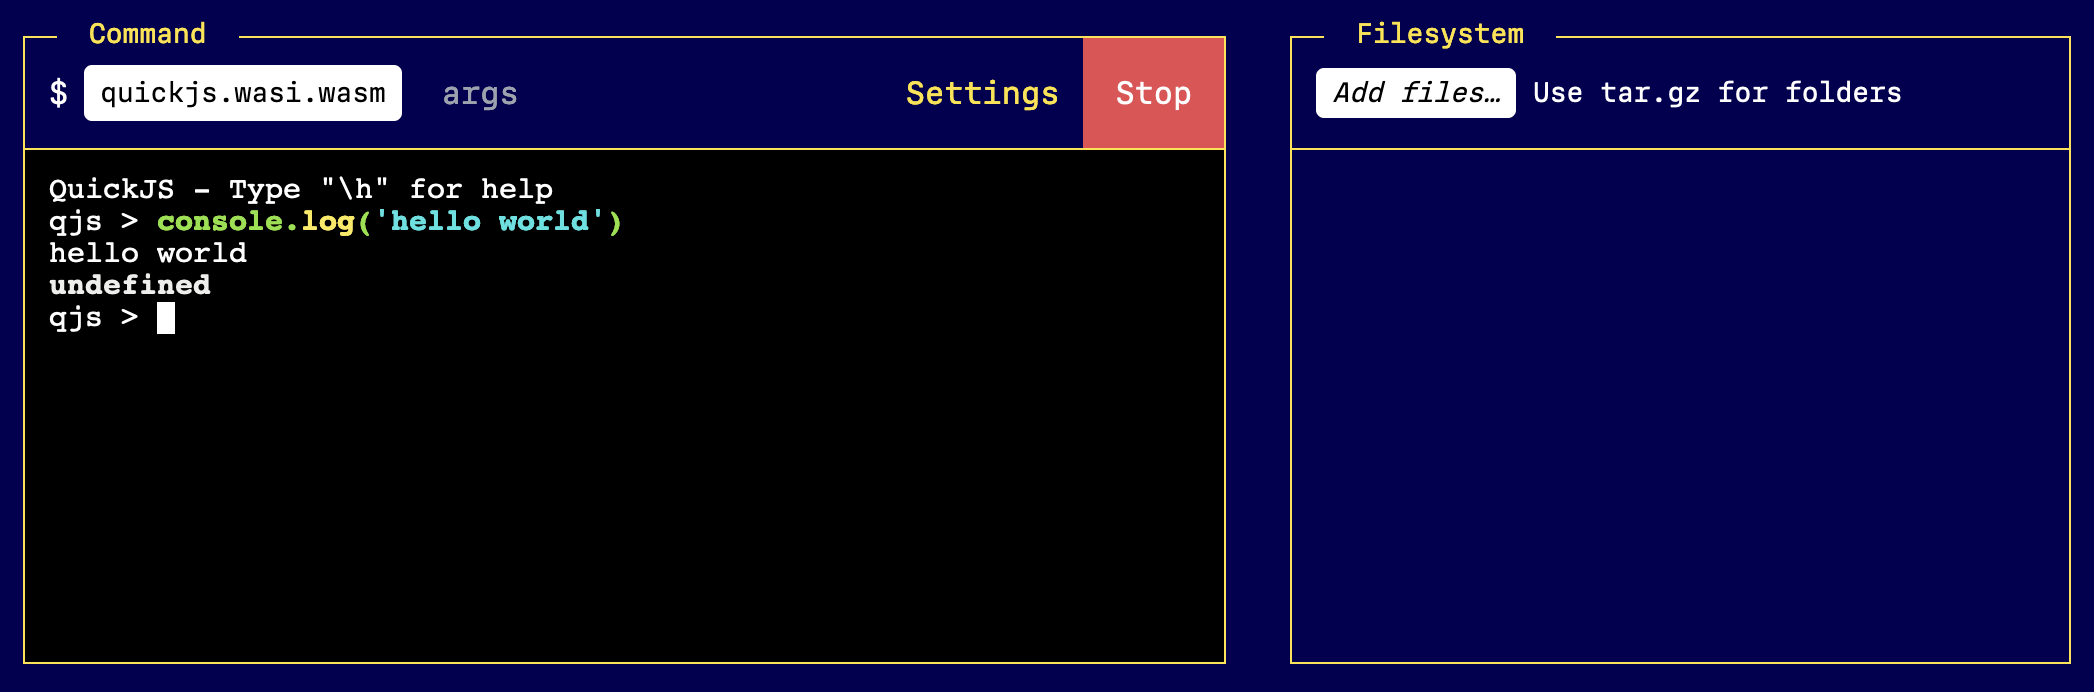 Command
$ quickjs.wasi.wasm args Settings Stop
QuickJS - Type "\h" for help
qjs > console.log('hello world')
hello world
undefined
qjs >
Filesystem
Add files… Use tar.gz for folders